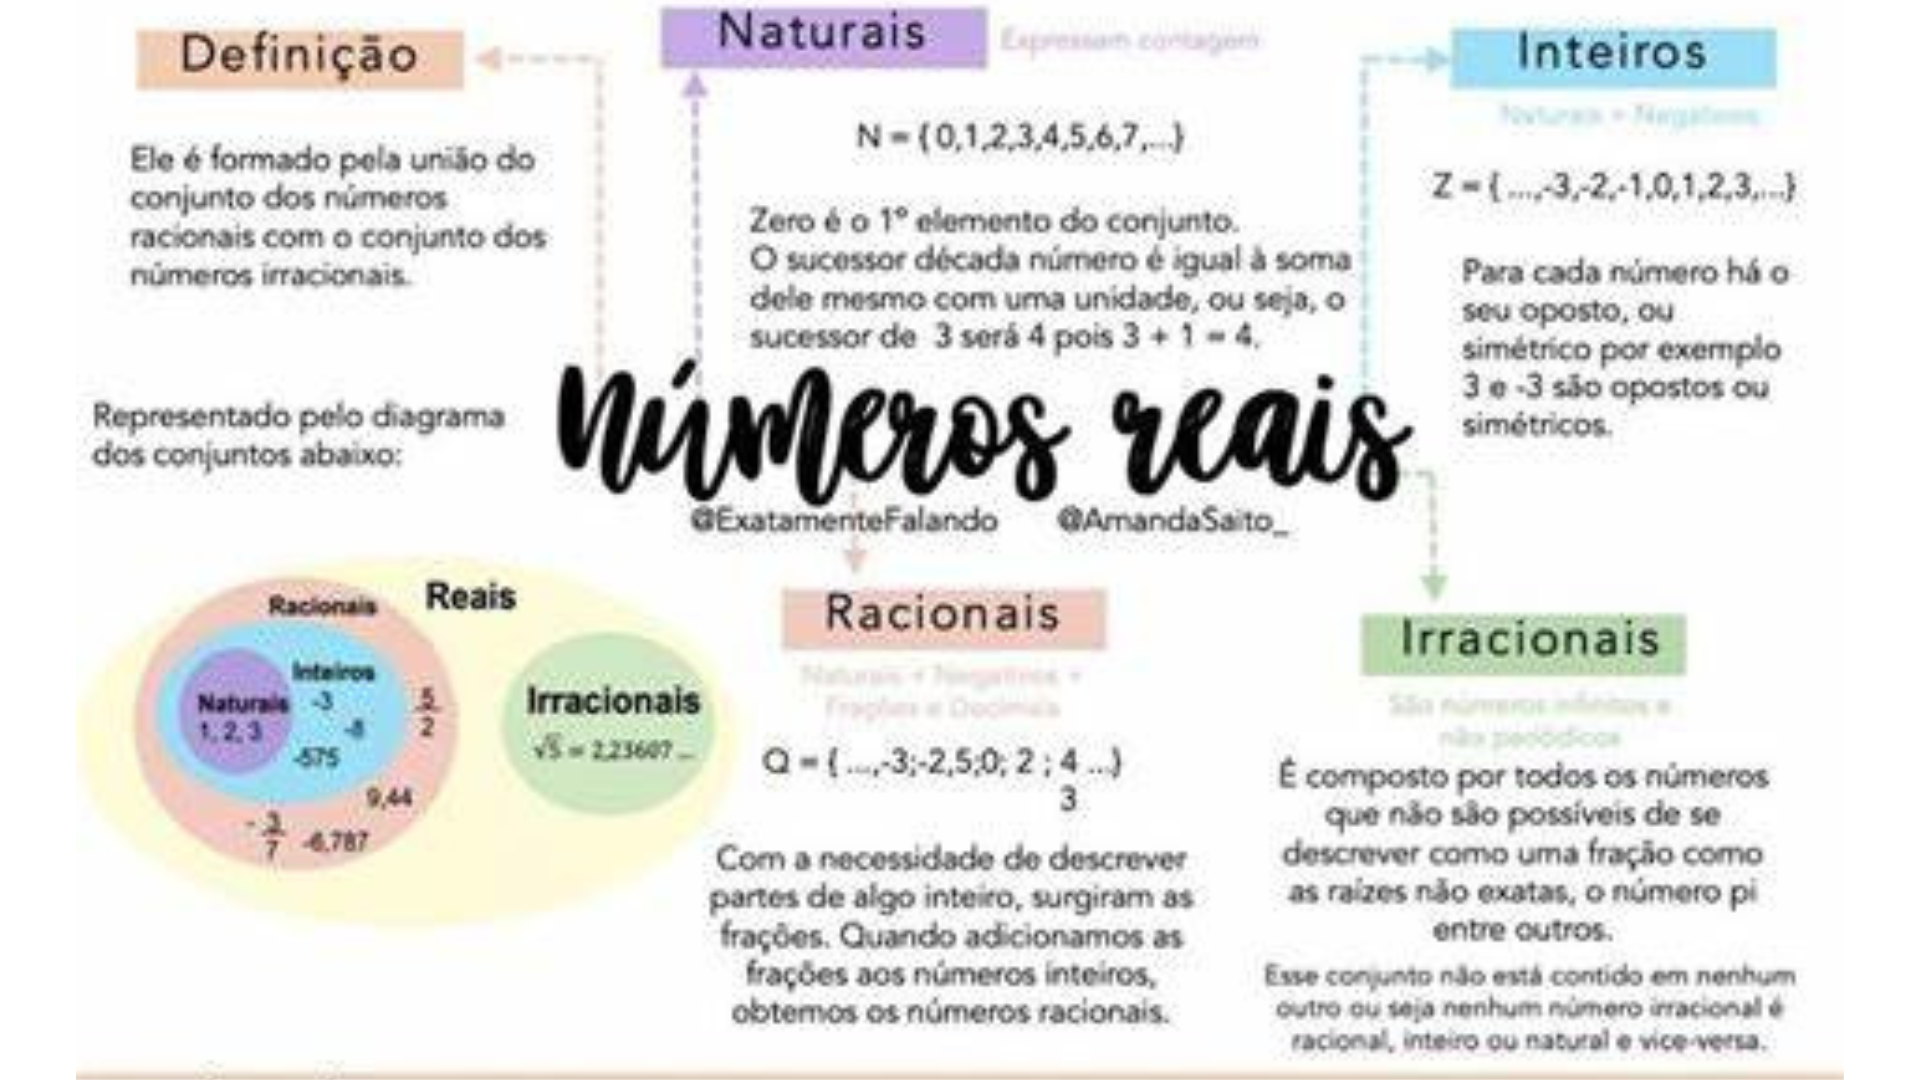 Definição
Ele é formado pela união do
conjunto dos números
racionais com o conjunto dos
números irracionais.
Representado pelo diagrama
dos conjuntos abaixo:
Reais
Racionais
Inteiros
-3
-8
-575
Naturais
1, 2, 3
5
2
9,44
- 3
7
-6,787
Irracionais
√5 = 2,23607 ...
Naturais
Expressam contagem
N = { 0,1,2,3,4,5,6,7,...}
Zero é o 1º elemento do conjunto.
O sucessor década número é igual à soma
dele mesmo com uma unidade, ou seja, o
sucessor de 3 será 4 pois 3 + 1 = 4.
Inteiros
Naturais + Negativos
Z = { ...,-3,-2,-1,0,1,2,3,...}
Para cada número há o
seu oposto, ou
simétrico por exemplo
3 e -3 são opostos ou
simétricos.
números reais
@ExatamenteFalando @AmandaSaito_
Racionais
Naturais + Negativos +
Frações e Decimais
Q = { ...,-3;-2,5;0; 2 ; 4 ...}
3
Com a necessidade de descrever
partes de algo inteiro, surgiram as
frações. Quando adicionamos as
frações aos números inteiros,
obtemos os números racionais.
Irracionais
São números infinitos e
não periódicos
É composto por todos os números
que não são possíveis de se
descrever como uma fração como
as raízes não exatas, o número pi
entre outros.
Esse conjunto não está contido em nenhum
outro ou seja nenhum número irracional é
racional, inteiro ou natural e vice-versa.